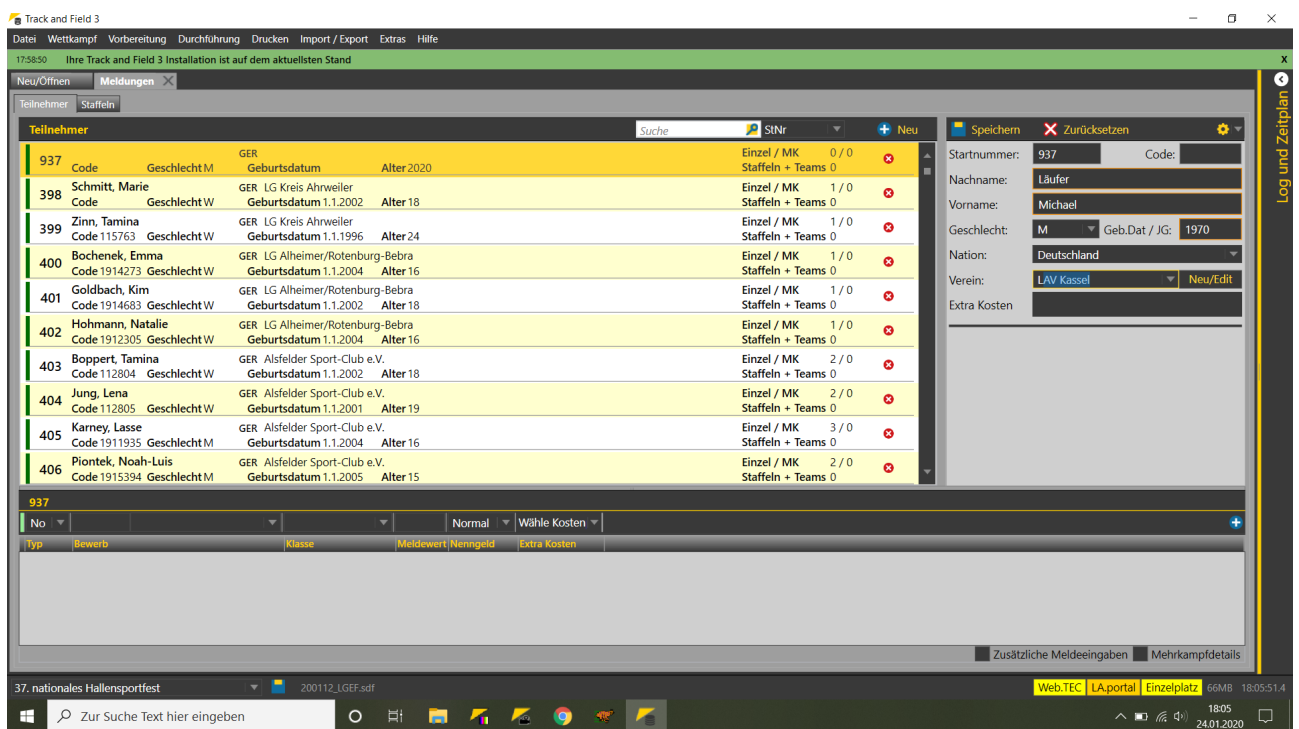 Track and Field 3
Datei Wettkampf Vorbereitung Durchführung Drucken Import / Export Extras Hilfe
17:58:50 Ihre Track and Field 3 Installation ist auf dem aktuellsten Stand X
Neu/Öffnen Meldungen
Teilnehmer Staffeln
Log und Zeitplan
Teilnehmer Suche StNr Neu
937 GER Einzel / MK 0 / 0
Code Geschlecht M Geburtsdatum Alter 2020 Staffeln + Teams 0
398 Schmitt, Marie GER LG Kreis Ahrweiler Einzel / MK 1 / 0
Code Geschlecht W Geburtsdatum 1.1.2002 Alter 18 Staffeln + Teams 0
399 Zinn, Tamina GER LG Kreis Ahrweiler Einzel / MK 1 / 0
Code 115763 Geschlecht W Geburtsdatum 1.1.1996 Alter 24 Staffeln + Teams 0
400 Bochenek, Emma GER LG Alheimer/Rotenburg-Bebra Einzel / MK 1 / 0
Code 1914273 Geschlecht W Geburtsdatum 1.1.2004 Alter 16 Staffeln + Teams 0
401 Goldbach, Kim GER LG Alheimer/Rotenburg-Bebra Einzel / MK 1 / 0
Code 1914683 Geschlecht W Geburtsdatum 1.1.2002 Alter 18 Staffeln + Teams 0
402 Hohmann, Natalie GER LG Alheimer/Rotenburg-Bebra Einzel / MK 1 / 0
Code 1912305 Geschlecht W Geburtsdatum 1.1.2004 Alter 16 Staffeln + Teams 0
403 Boppert, Tamina GER Alsfelder Sport-Club e.V. Einzel / MK 2 / 0
Code 112804 Geschlecht W Geburtsdatum 1.1.2002 Alter 18 Staffeln + Teams 0
404 Jung, Lena GER Alsfelder Sport-Club e.V. Einzel / MK 2 / 0
Code 112805 Geschlecht W Geburtsdatum 1.1.2001 Alter 19 Staffeln + Teams 0
405 Karney, Lasse GER Alsfelder Sport-Club e.V. Einzel / MK 3 / 0
Code 1911935 Geschlecht M Geburtsdatum 1.1.2004 Alter 16 Staffeln + Teams 0
406 Piontek, Noah-Luis GER Alsfelder Sport-Club e.V. Einzel / MK 2 / 0
Code 1915394 Geschlecht M Geburtsdatum 1.1.2005 Alter 15 Staffeln + Teams 0
Speichern Zurücksetzen
Startnummer: 937 Code:
Nachname: Läufer
Vorname: Michael
Geschlecht: M Geb.Dat / JG: 1970
Nation: Deutschland
Verein: LAV Kassel Neu/Edit
Extra Kosten
937
No Normal Wähle Kosten
Typ Bewerb Klasse Meldewert Nenngeld Extra Kosten
Zusätzliche Meldeeingaben Mehrkampfdetails
37. nationales Hallensportfest 200112_LGEF.sdf Web.TEC LA.portal Einzelplatz 66MB 18:05:51.4
Zur Suche Text hier eingeben
18:05
24.01.2020